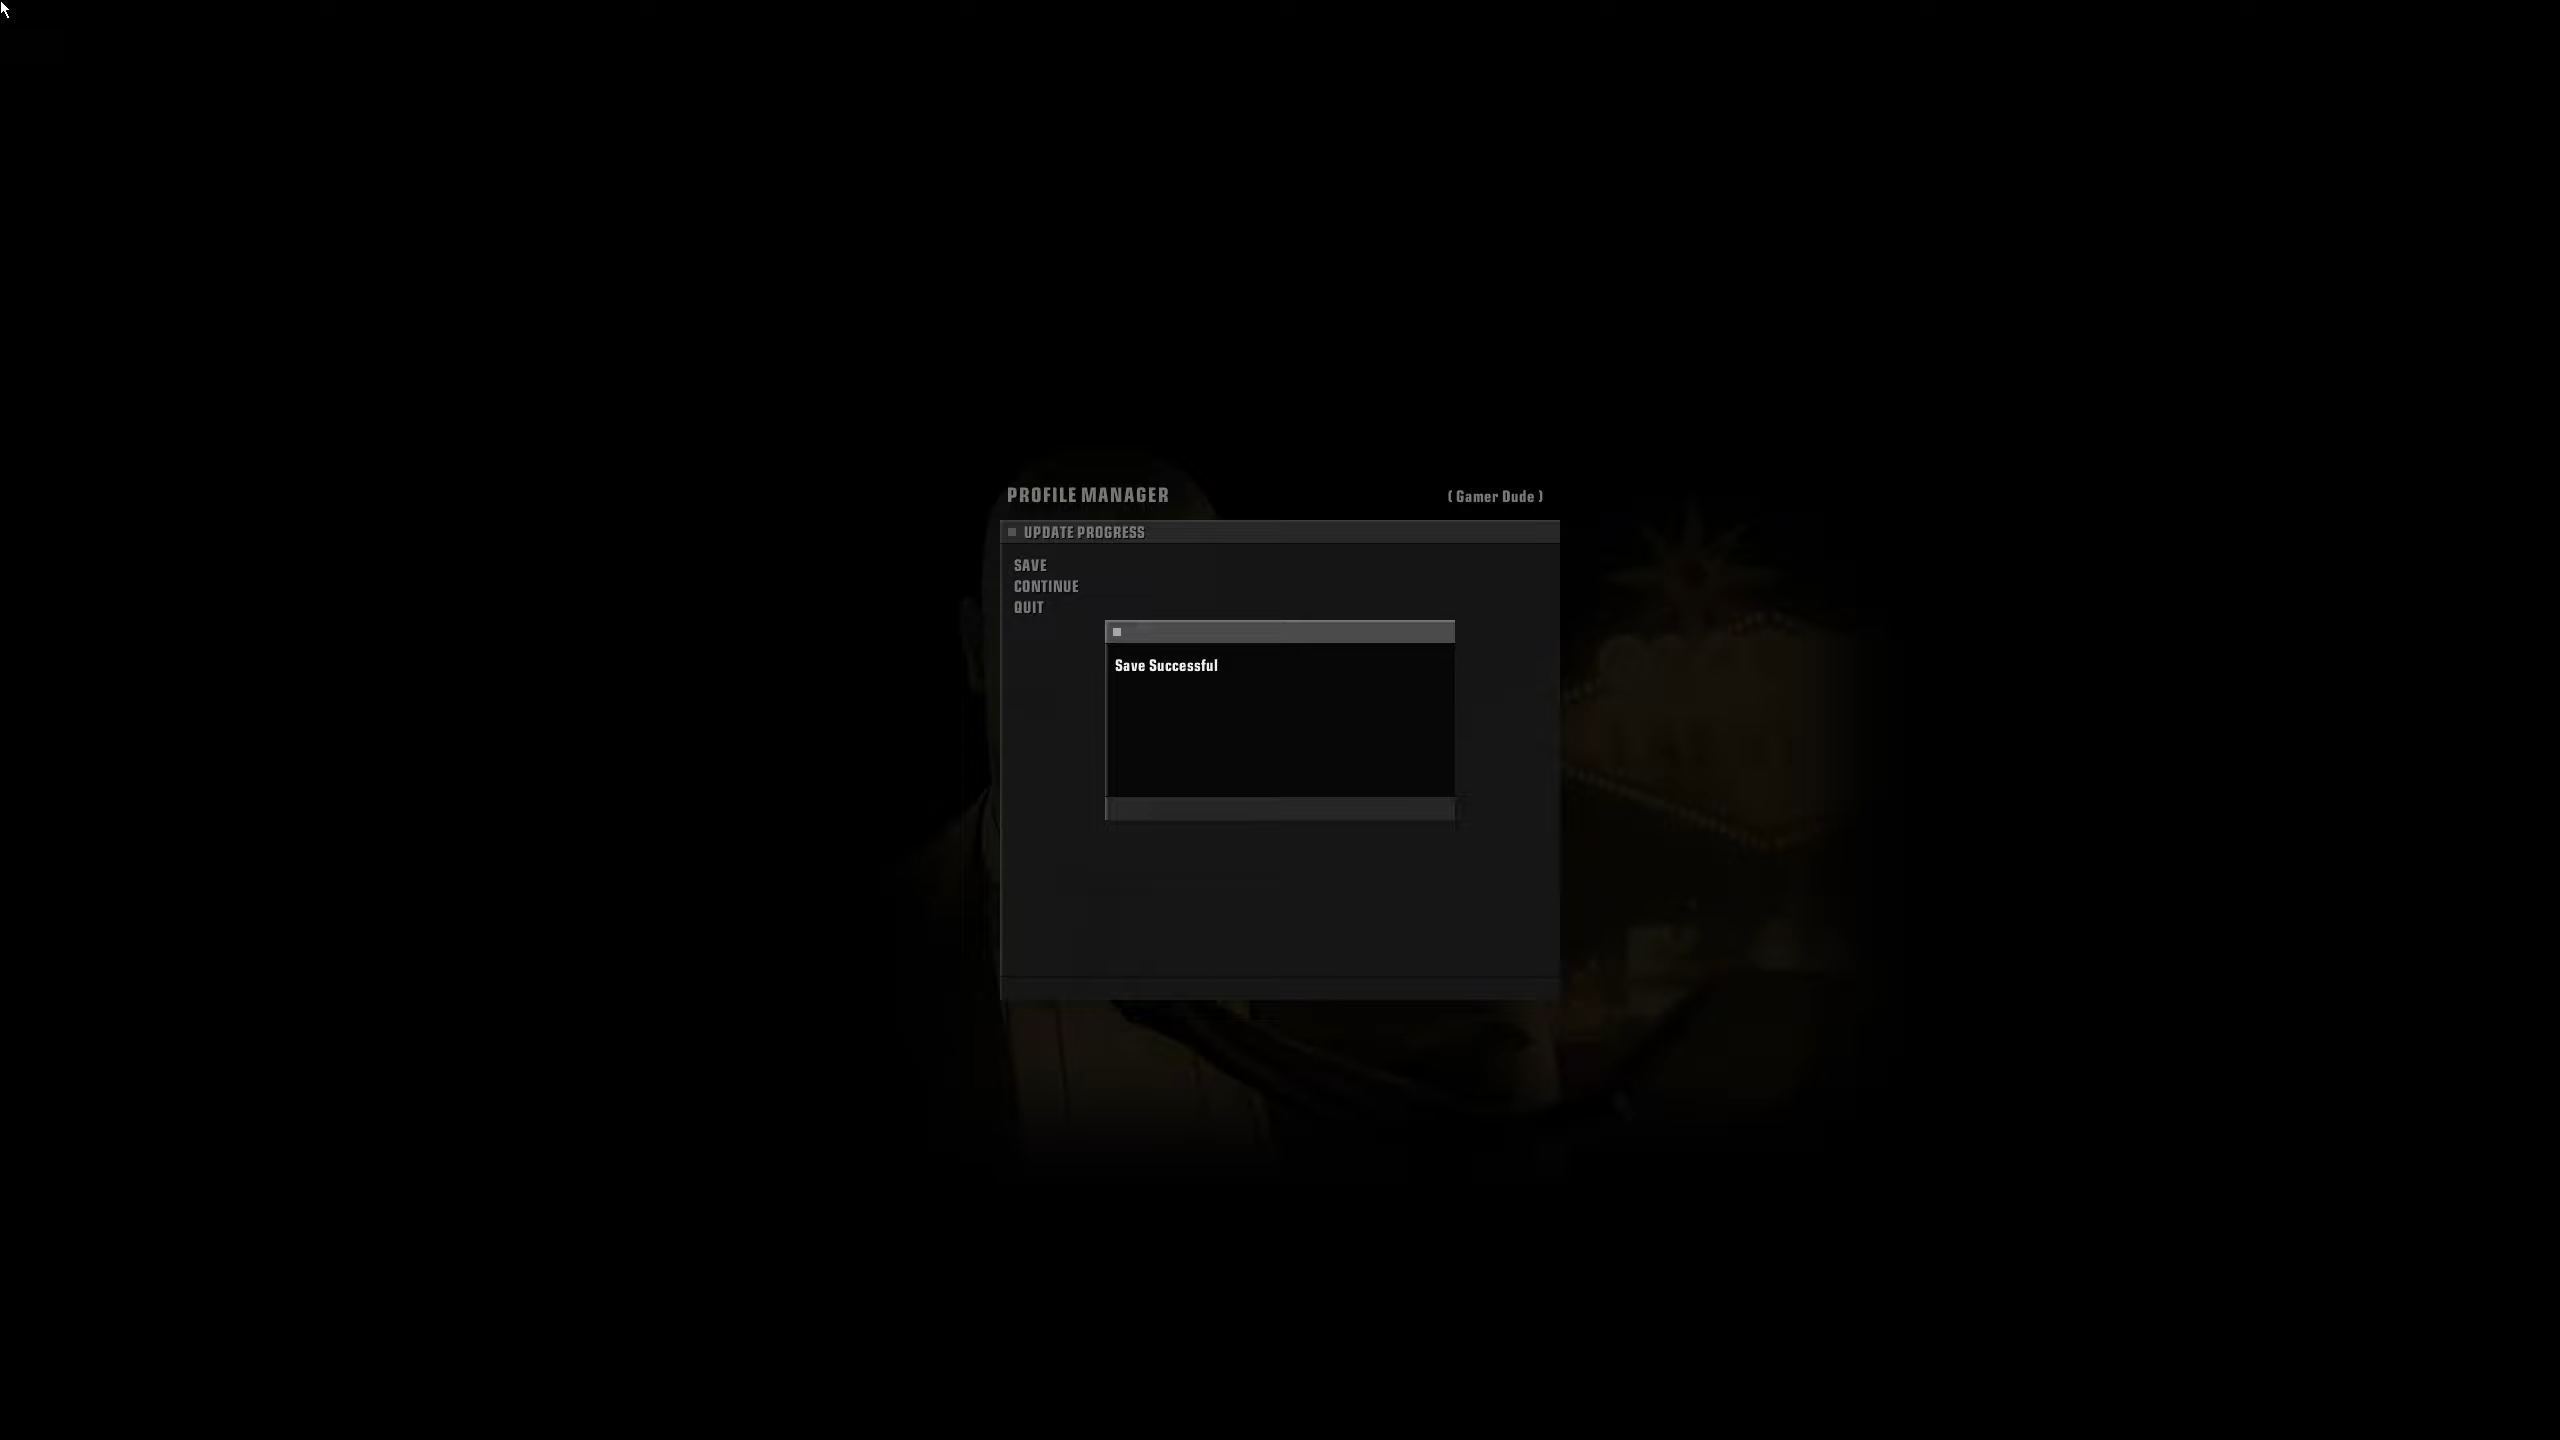 PROFILE MANAGER
( Gamer Dude )
UPDATE PROGRESS
SAVE
CONTINUE
QUIT
Save Successful